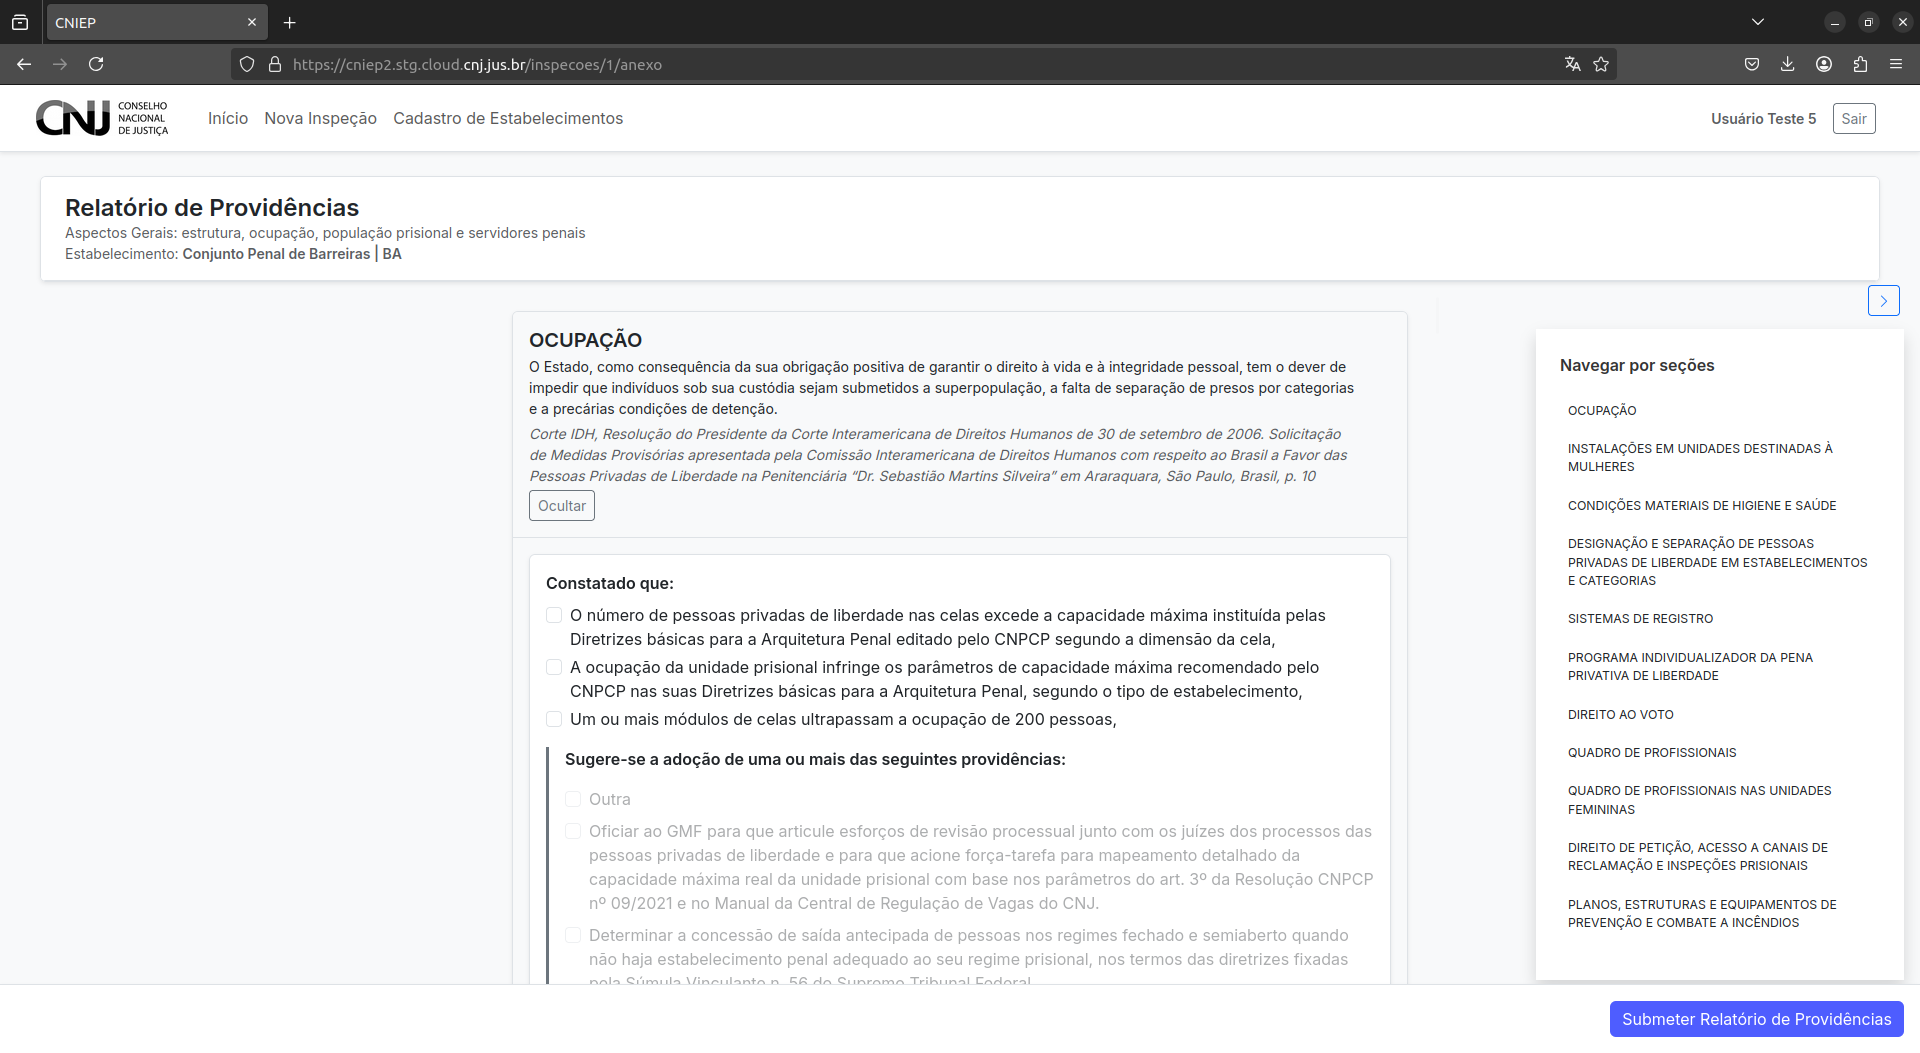 CNIEP
https://cniep2.stg.cloud.cnj.jus.br/inspecoes/1/anexo
CNJ CONSELHO
NACIONAL
DE JUSTIÇA
Início Nova Inspeção Cadastro de Estabelecimentos
Usuário Teste 5 Sair
Relatório de Providências
Aspectos Gerais: estrutura, ocupação, população prisional e servidores penais
Estabelecimento: Conjunto Penal de Barreiras | BA
OCUPAÇÃO
O Estado, como consequência da sua obrigação positiva de garantir o direito à vida e à integridade pessoal, tem o dever de
impedir que indivíduos sob sua custódia sejam submetidos a superpopulação, a falta de separação de presos por categorias
e a precárias condições de detenção.
Corte IDH, Resolução do Presidente da Corte Interamericana de Direitos Humanos de 30 de setembro de 2006. Solicitação
de Medidas Provisórias apresentada pela Comissão Interamericana de Direitos Humanos com respeito ao Brasil a Favor das
Pessoas Privadas de Liberdade na Penitenciária “Dr. Sebastião Martins Silveira” em Araraquara, São Paulo, Brasil, p. 10
Ocultar
Constatado que:
O número de pessoas privadas de liberdade nas celas excede a capacidade máxima instituída pelas
Diretrizes básicas para a Arquitetura Penal editado pelo CNPCP segundo a dimensão da cela,
A ocupação da unidade prisional infringe os parâmetros de capacidade máxima recomendado pelo
CNPCP nas suas Diretrizes básicas para a Arquitetura Penal, segundo o tipo de estabelecimento,
Um ou mais módulos de celas ultrapassam a ocupação de 200 pessoas,
Sugere-se a adoção de uma ou mais das seguintes providências:
Outra
Oficiar ao GMF para que articule esforços de revisão processual junto com os juízes dos processos das
pessoas privadas de liberdade e para que acione força-tarefa para mapeamento detalhado da
capacidade máxima real da unidade prisional com base nos parâmetros do art. 3º da Resolução CNPCP
nº 09/2021 e no Manual da Central de Regulação de Vagas do CNJ.
Determinar a concessão de saída antecipada de pessoas nos regimes fechado e semiaberto quando
não haja estabelecimento penal adequado ao seu regime prisional, nos termos das diretrizes fixadas
pela Súmula Vinculante n. 56 do Supremo Tribunal Federal
Navegar por seções
OCUPAÇÃO
INSTALAÇÕES EM UNIDADES DESTINADAS À
MULHERES
CONDIÇÕES MATERIAIS DE HIGIENE E SAÚDE
DESIGNAÇÃO E SEPARAÇÃO DE PESSOAS
PRIVADAS DE LIBERDADE EM ESTABELECIMENTOS
E CATEGORIAS
SISTEMAS DE REGISTRO
PROGRAMA INDIVIDUALIZADOR DA PENA
PRIVATIVA DE LIBERDADE
DIREITO AO VOTO
QUADRO DE PROFISSIONAIS
QUADRO DE PROFISSIONAIS NAS UNIDADES
FEMININAS
DIREITO DE PETIÇÃO, ACESSO A CANAIS DE
RECLAMAÇÃO E INSPEÇÕES PRISIONAIS
PLANOS, ESTRUTURAS E EQUIPAMENTOS DE
PREVENÇÃO E COMBATE A INCÊNDIOS
Submeter Relatório de Providências